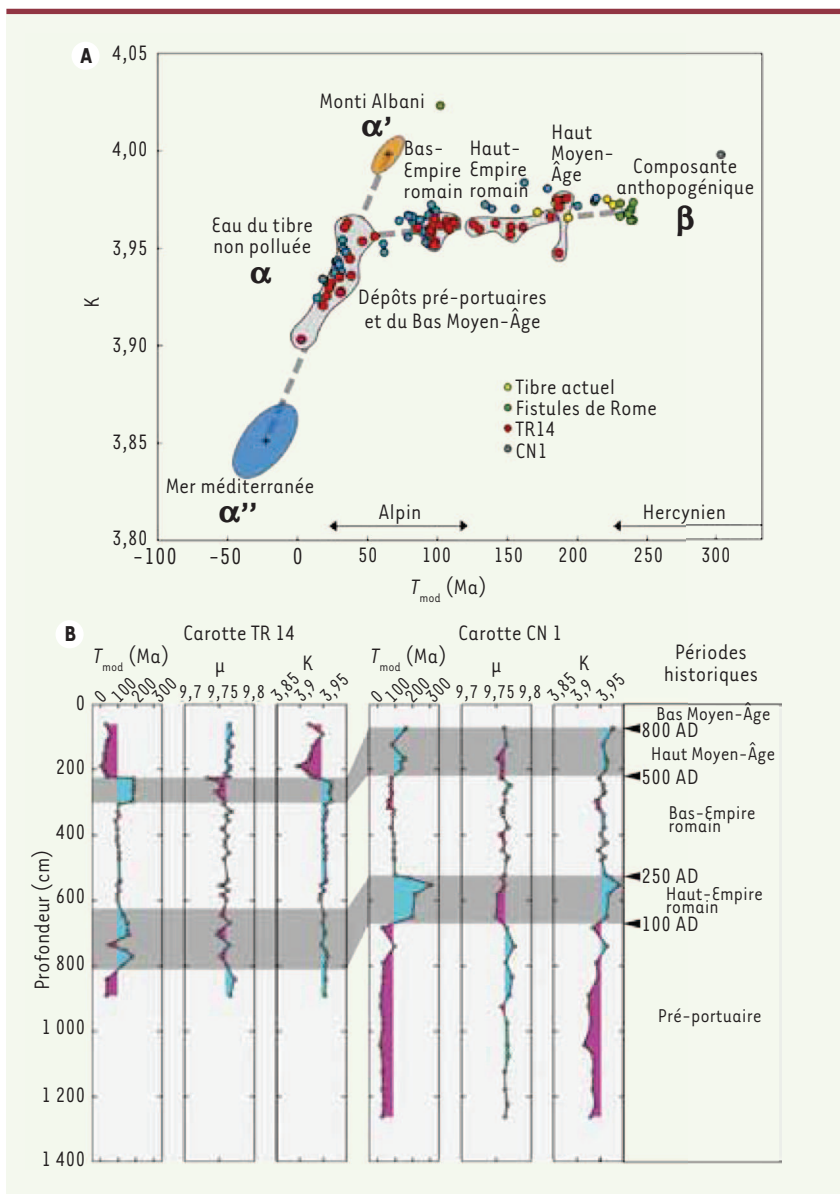 A
4,05
4,00
3,95
3,90
3,85
3,80
K
Monti Albani
α'
Bas-
Empire
romain
Haut-
Empire
romain
Haut
Moyen-
Âge
Composante
anthopogénique
β
Eau du tibre
non polluée
α
Dépôts pré-portuaires
et du Bas Moyen-Âge
Tibre actuel
Fistules de Rome
TR14
CN1
Mer méditerranée
α''
Alpin
Hercynien
-100 -50 0 50 100 150 200 250 300
Tmod (Ma)
B
Carotte TR 14
Carotte CN 1
Tmod (Ma) μ K
Tmod (Ma) μ K
Périodes
historiques
0 100 200 300 9,7 9,75 9,8 3,85 3,9 3,95
0 100 200 300 9,7 9,75 9,8 3,85 3,9 3,95
Profondeur (cm)
0
200
400
600
800
1 000
1 200
1 400
Bas Moyen-Âge
800 AD
Haut Moyen-Âge
500 AD
Bas-Empire
romain
250 AD
Haut-Empire
romain
100 AD
Pré-portuaire